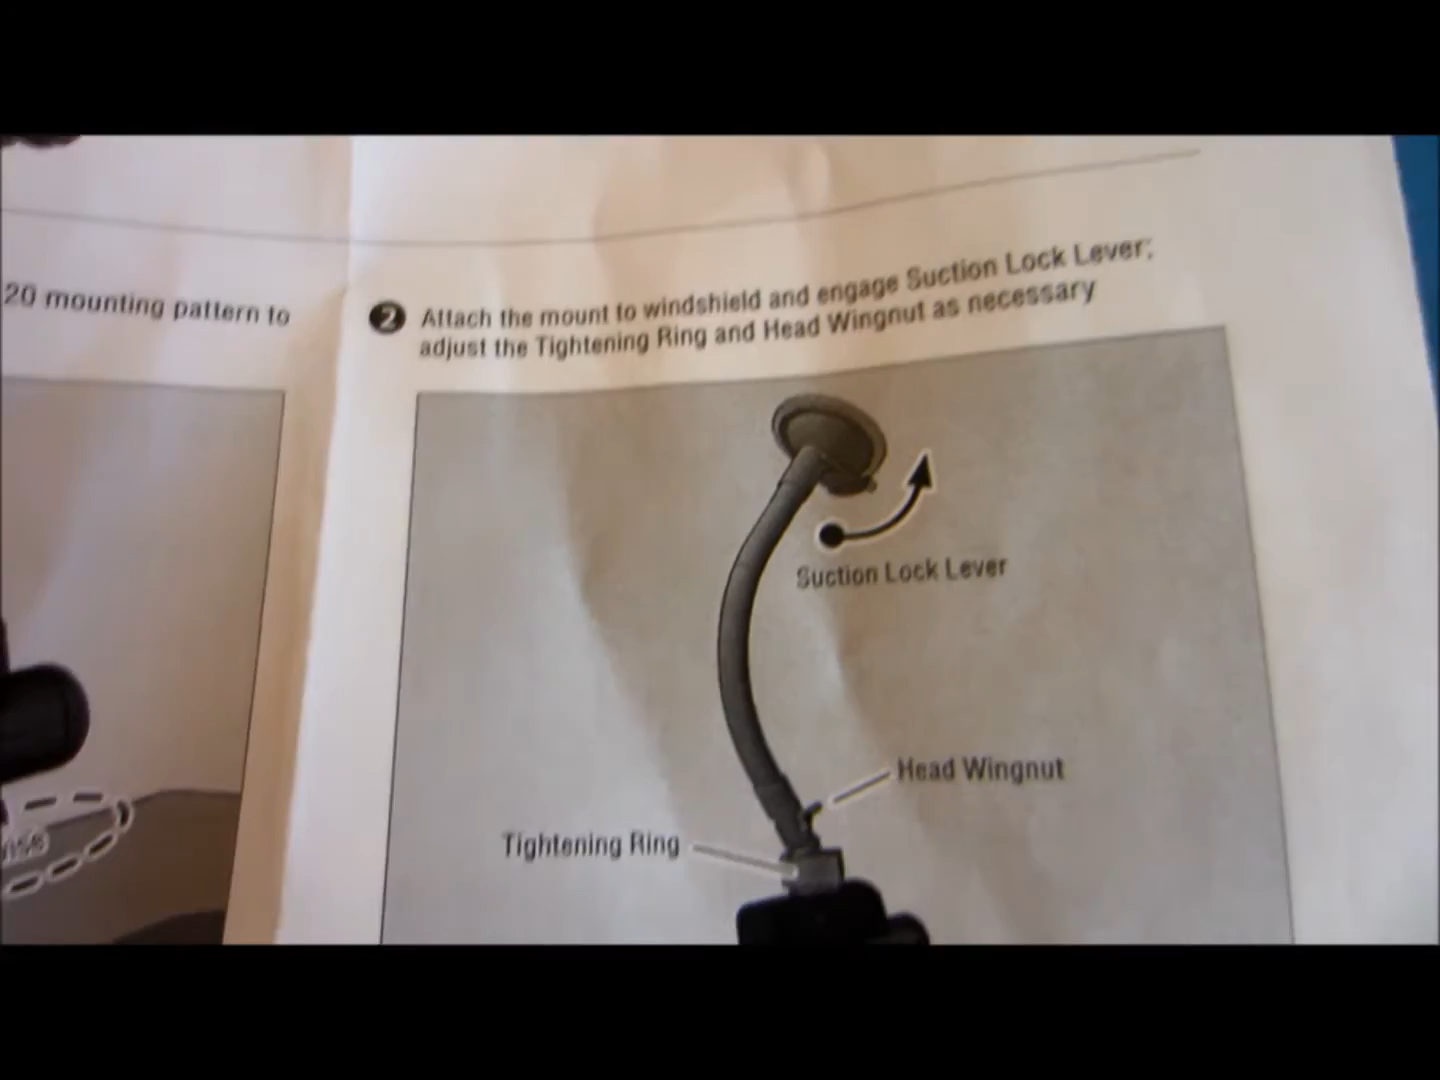 20 mounting pattern to
2 Attach the mount to windshield and engage Suction Lock Lever;
adjust the Tightening Ring and Head Wingnut as necessary
Suction Lock Lever
Head Wingnut
Tightening Ring